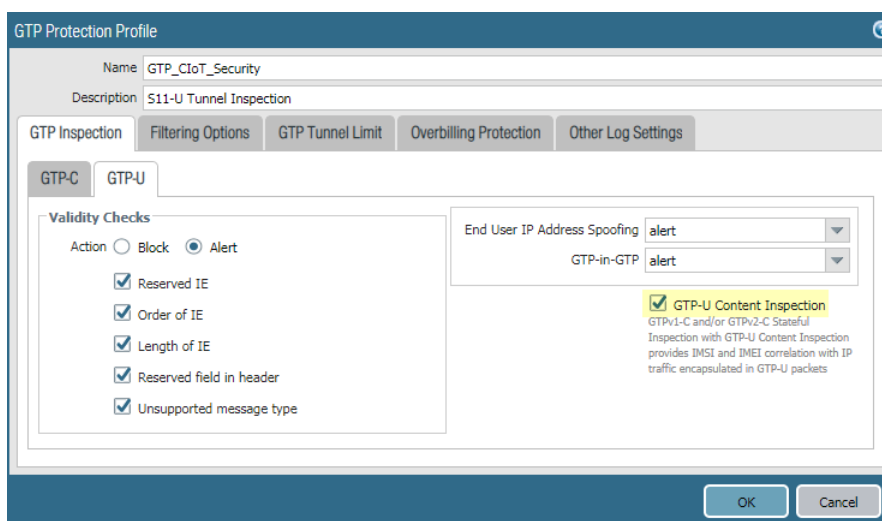 GTP Protection Profile
Name GTP_CIoT_Security
Description S11-U Tunnel Inspection
GTP Inspection Filtering Options GTP Tunnel Limit Overbilling Protection Other Log Settings
GTP-C GTP-U
Validity Checks
Action Block Alert
Reserved IE
Order of IE
Length of IE
Reserved field in header
Unsupported message type
End User IP Address Spoofing alert
GTP-in-GTP alert
GTP-U Content Inspection
GTPv1-C and/or GTPv2-C Stateful
Inspection with GTP-U Content Inspection
provides IMSI and IMEI correlation with IP
traffic encapsulated in GTP-U packets
OK Cancel